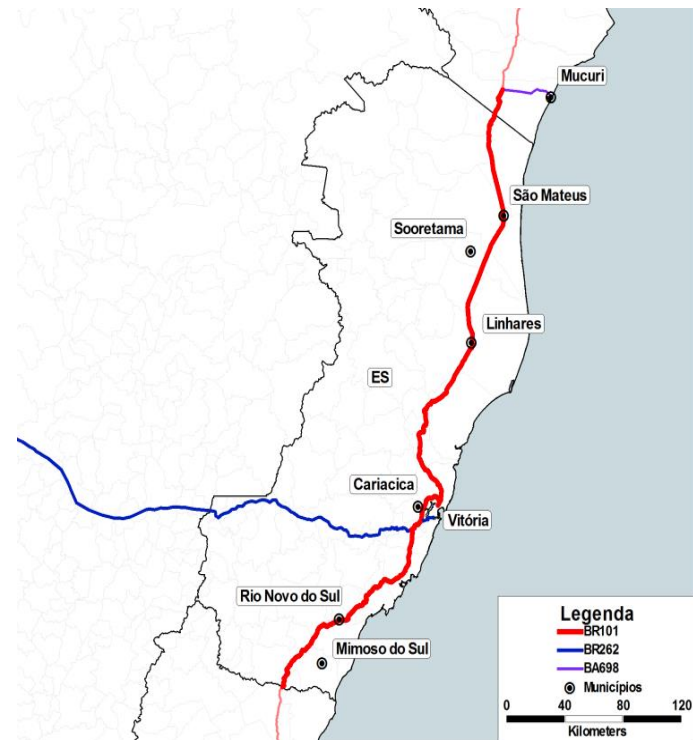 Mucuri
São Mateus
Sooretama
Linhares
ES
Cariacica
Vitória
Rio Novo do Sul
Mimoso do Sul
Legenda
BR101
BR262
BA698
Municípios
0 40 80 120
Kilometers